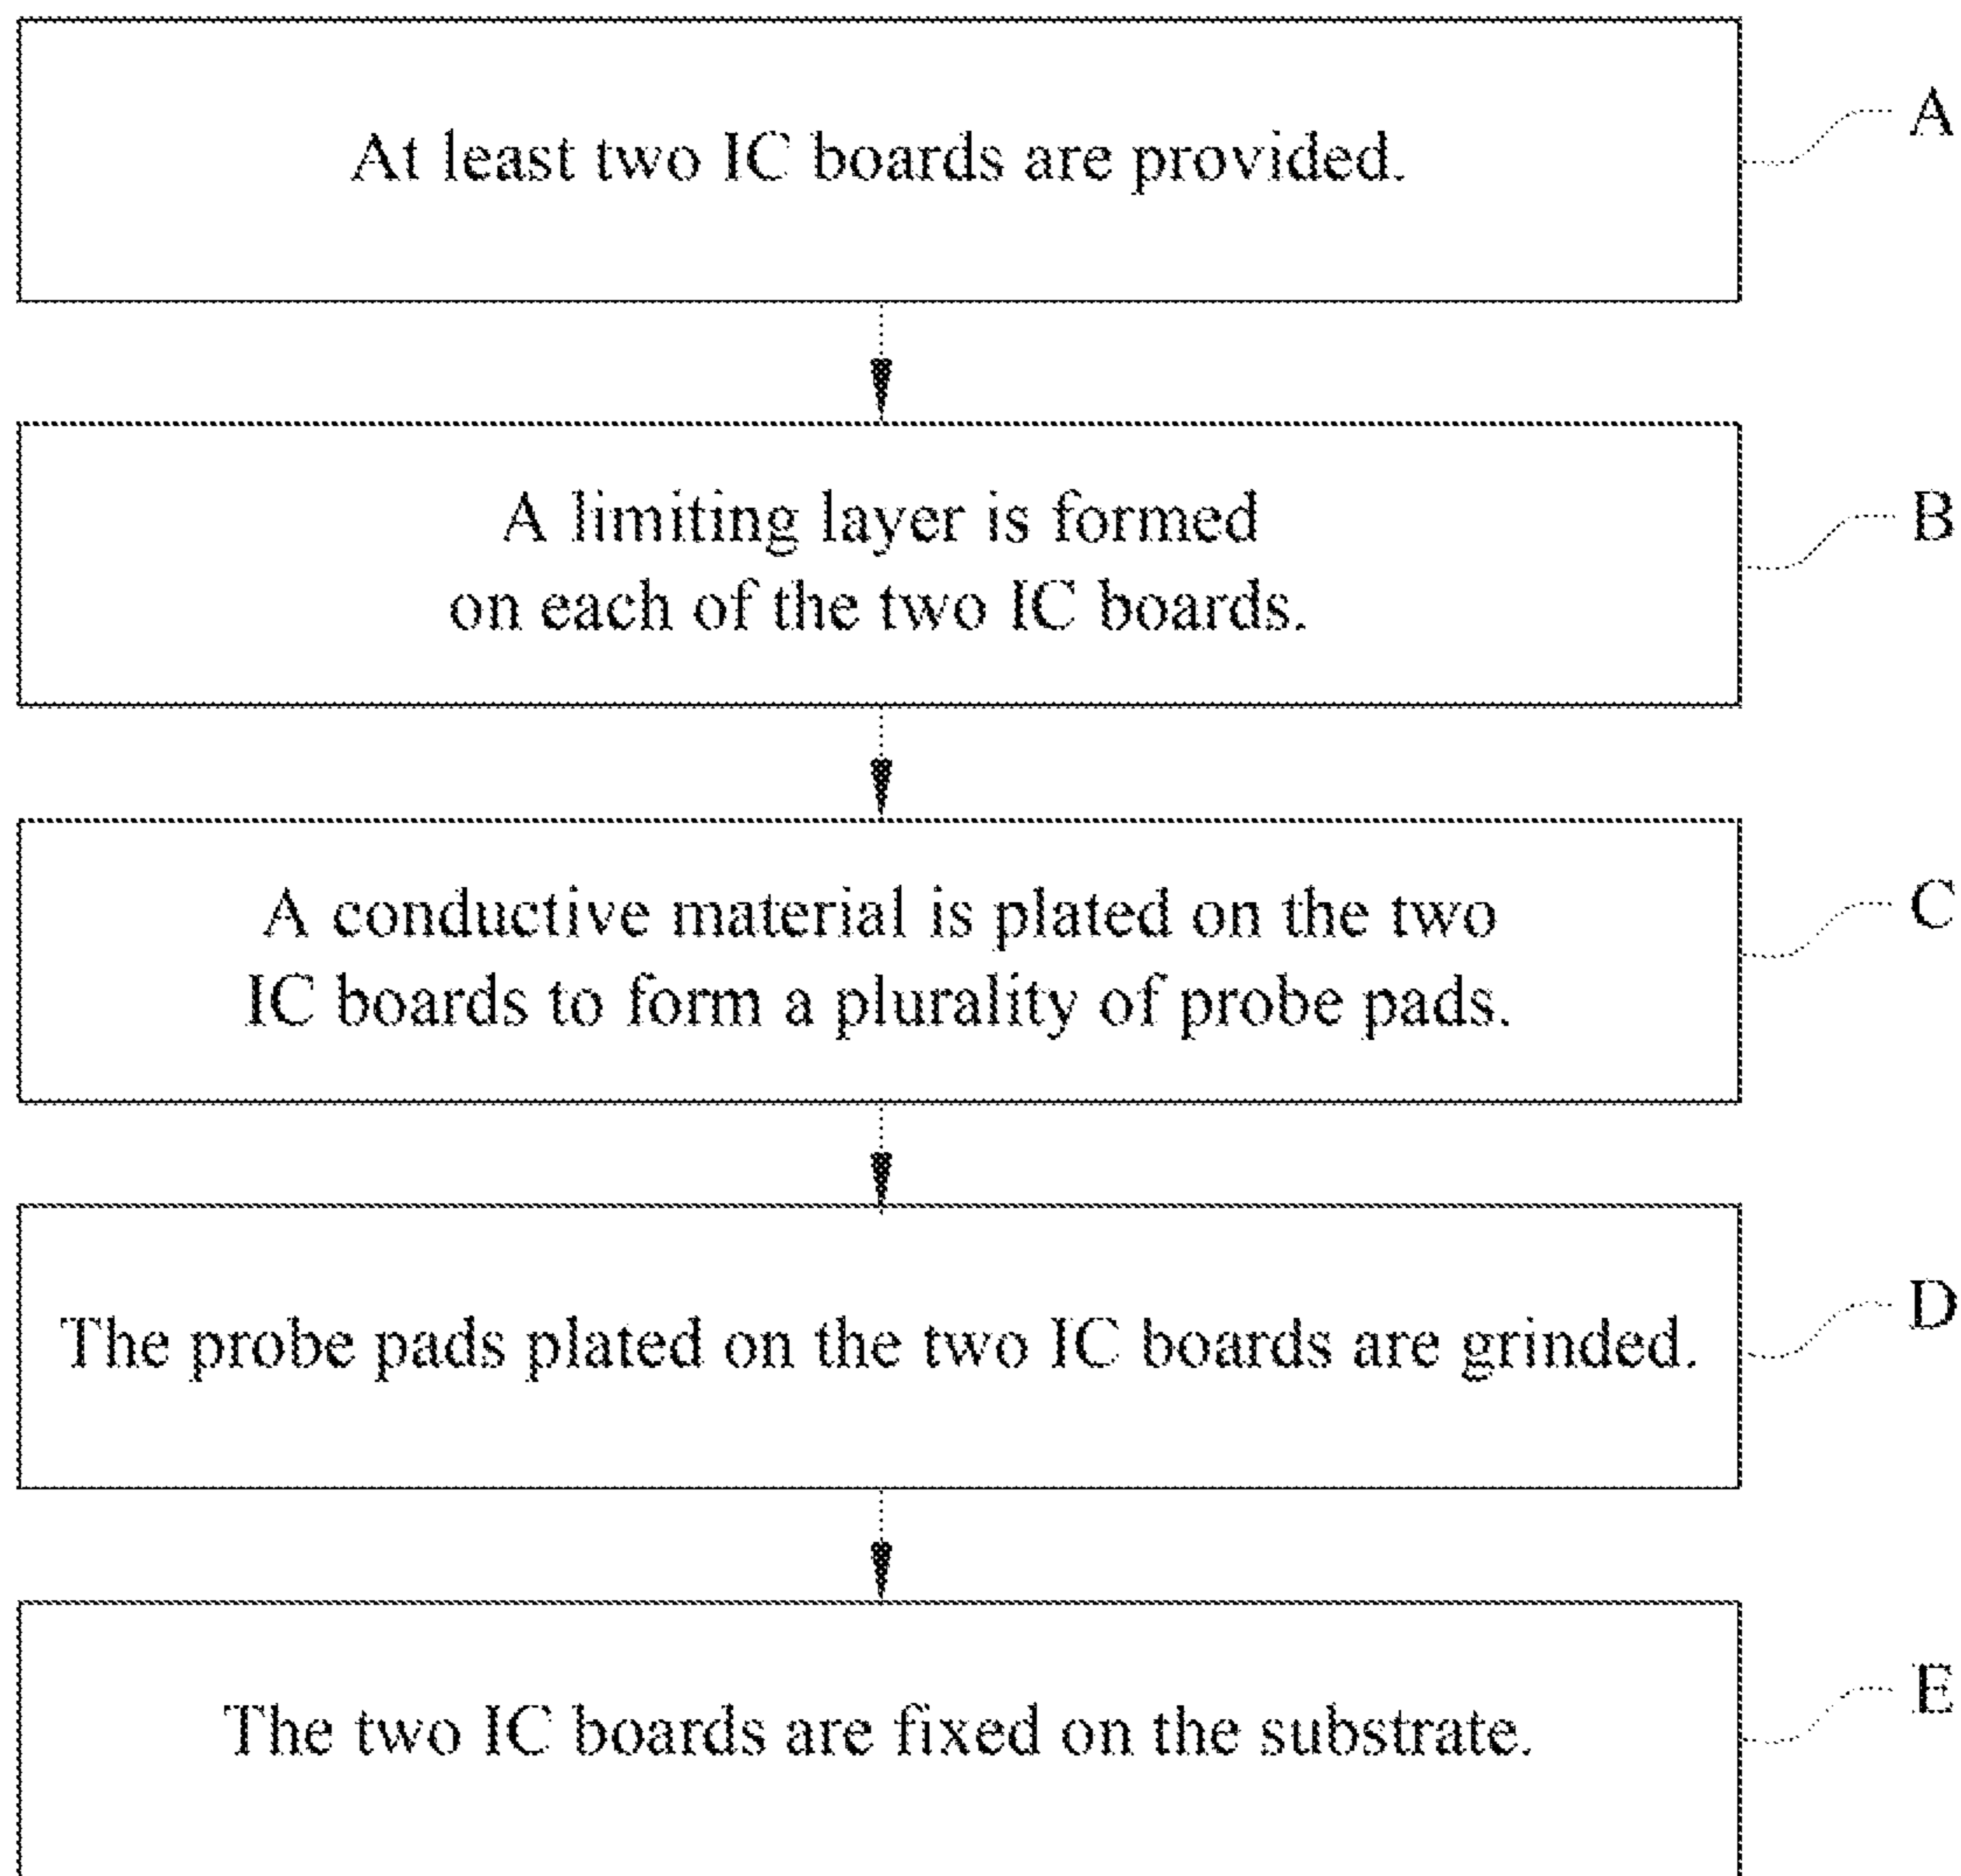 At least two IC boards are provided.
A
A limiting layer is formed
on each of the two IC boards.
B
A conductive material is plated on the two
IC boards to form a plurality of probe pads.
C
The probe pads plated on the two IC boards are grinded.
D
The two IC boards are fixed on the substrate.
E